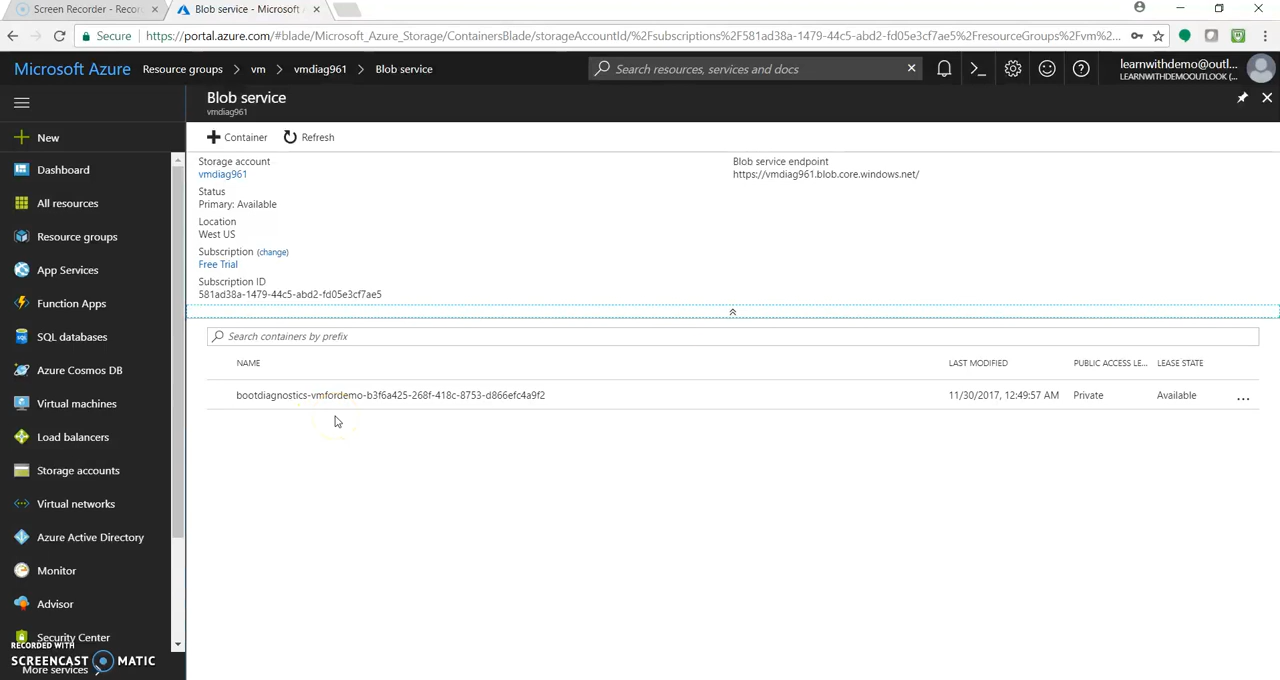 Screen Recorder - Recor
Blob service - Microsoft A
Secure
https://portal.azure.com/#blade/Microsoft_Azure_Storage/ContainersBlade/storageAccountId/%2Fsubscriptions%2F581ad38a-1479-44c5-abd2-fd05e3cf7ae5%2FresourceGroups%2Fvm%2...
Microsoft Azure Resource groups > vm > vmdiag961 > Blob service
Search resources, services and docs
learnwithdemo@outl...
LEARNWITHDEMOOUTLOOK (...
Blob service
vmdiag961
Container Refresh
New
Dashboard
All resources
Resource groups
App Services
Function Apps
SQL databases
Azure Cosmos DB
Virtual machines
Load balancers
Storage accounts
Virtual networks
Azure Active Directory
Monitor
Advisor
Security Center
More services
Storage account
vmdiag961
Status
Primary: Available
Location
West US
Subscription (change)
Free Trial
Subscription ID
581ad38a-1479-44c5-abd2-fd05e3cf7ae5
Blob service endpoint
https://vmdiag961.blob.core.windows.net/
Search containers by prefix
NAME LAST MODIFIED PUBLIC ACCESS LE... LEASE STATE
bootdiagnostics-vmfordemo-b3f6a425-268f-418c-8753-d866efc4a9f2 11/30/2017, 12:49:57 AM Private Available ...
RECORDED WITH
SCREENCAST MATIC